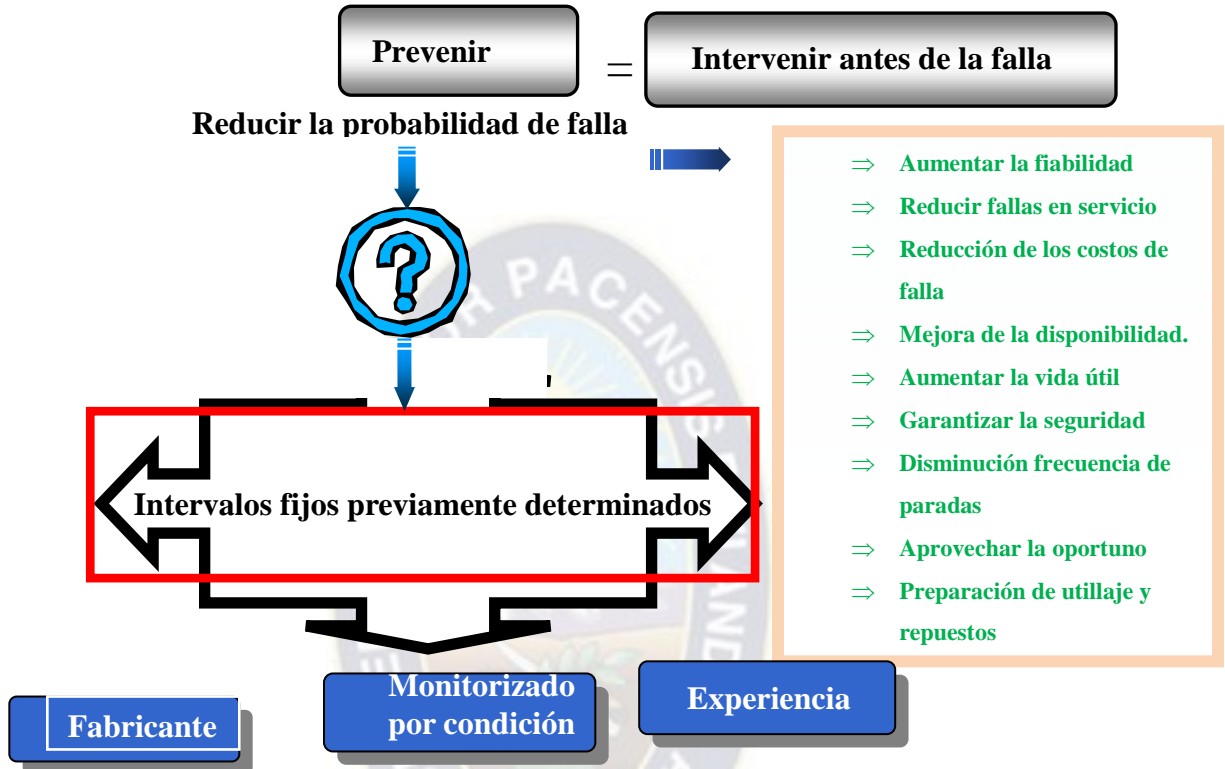 Prevenir
=
Intervenir antes de la falla
Reducir la probabilidad de falla
⇒ Aumentar la fiabilidad
⇒ Reducir fallas en servicio
⇒ Reducción de los costos de
falla
⇒ Mejora de la disponibilidad.
⇒ Aumentar la vida útil
⇒ Garantizar la seguridad
⇒ Disminución frecuencia de
paradas
⇒ Aprovechar la oportuno
⇒ Preparación de utillaje y
repuestos
?
Intervalos fijos previamente determinados
Fabricante
Monitorizado
por condición
Experiencia
PACENSIS